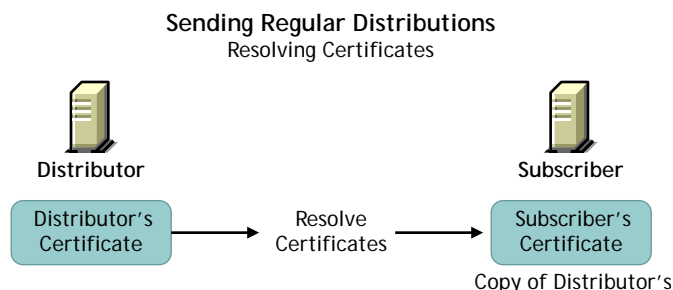 Sending Regular Distributions
Resolving Certificates
Distributor
Subscriber
Distributor's
Certificate
Resolve
Certificates
Subscriber's
Certificate
Copy of Distributor's